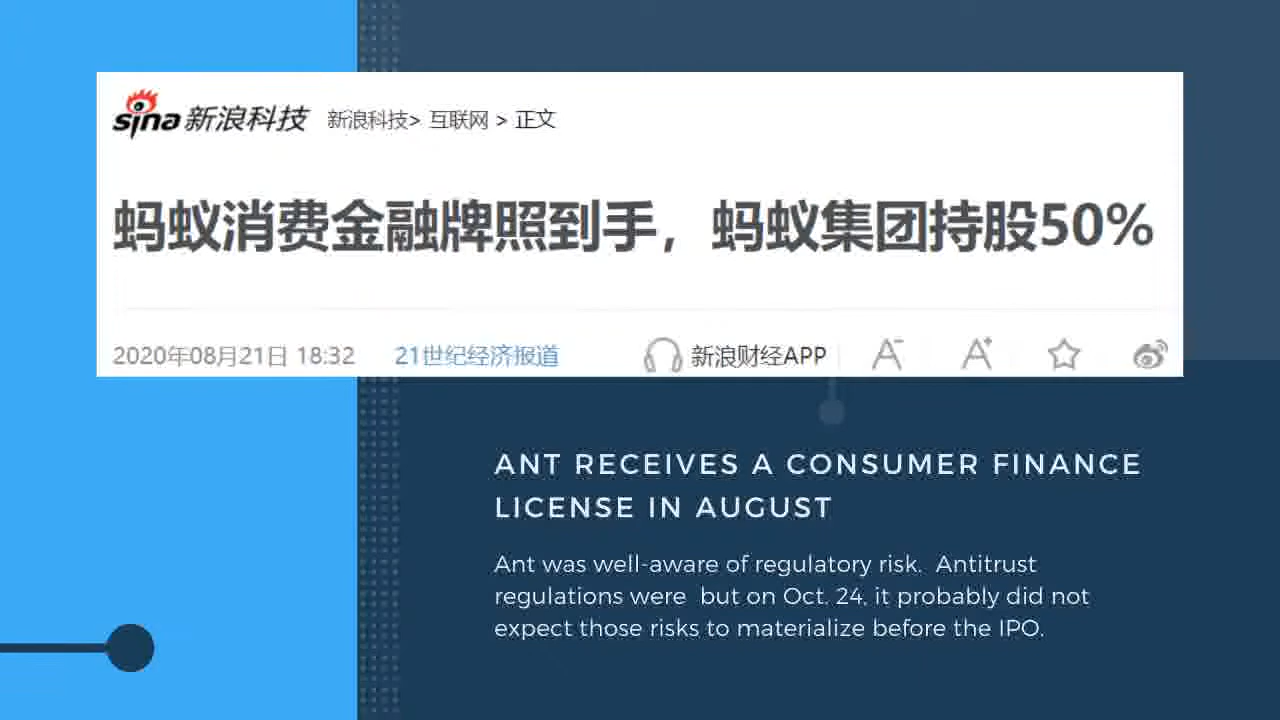 sina 新浪科技 新浪科技> 互联网 > 正文
蚂蚁消费金融牌照到手，蚂蚁集团持股50%
2020年08月21日 18:32 21世纪经济报道 新浪财经APP A- A+
ANT RECEIVES A CONSUMER FINANCE
LICENSE IN AUGUST
Ant was well-aware of regulatory risk.  Antitrust
regulations were  but on Oct. 24, it probably did not
expect those risks to materialize before the IPO.